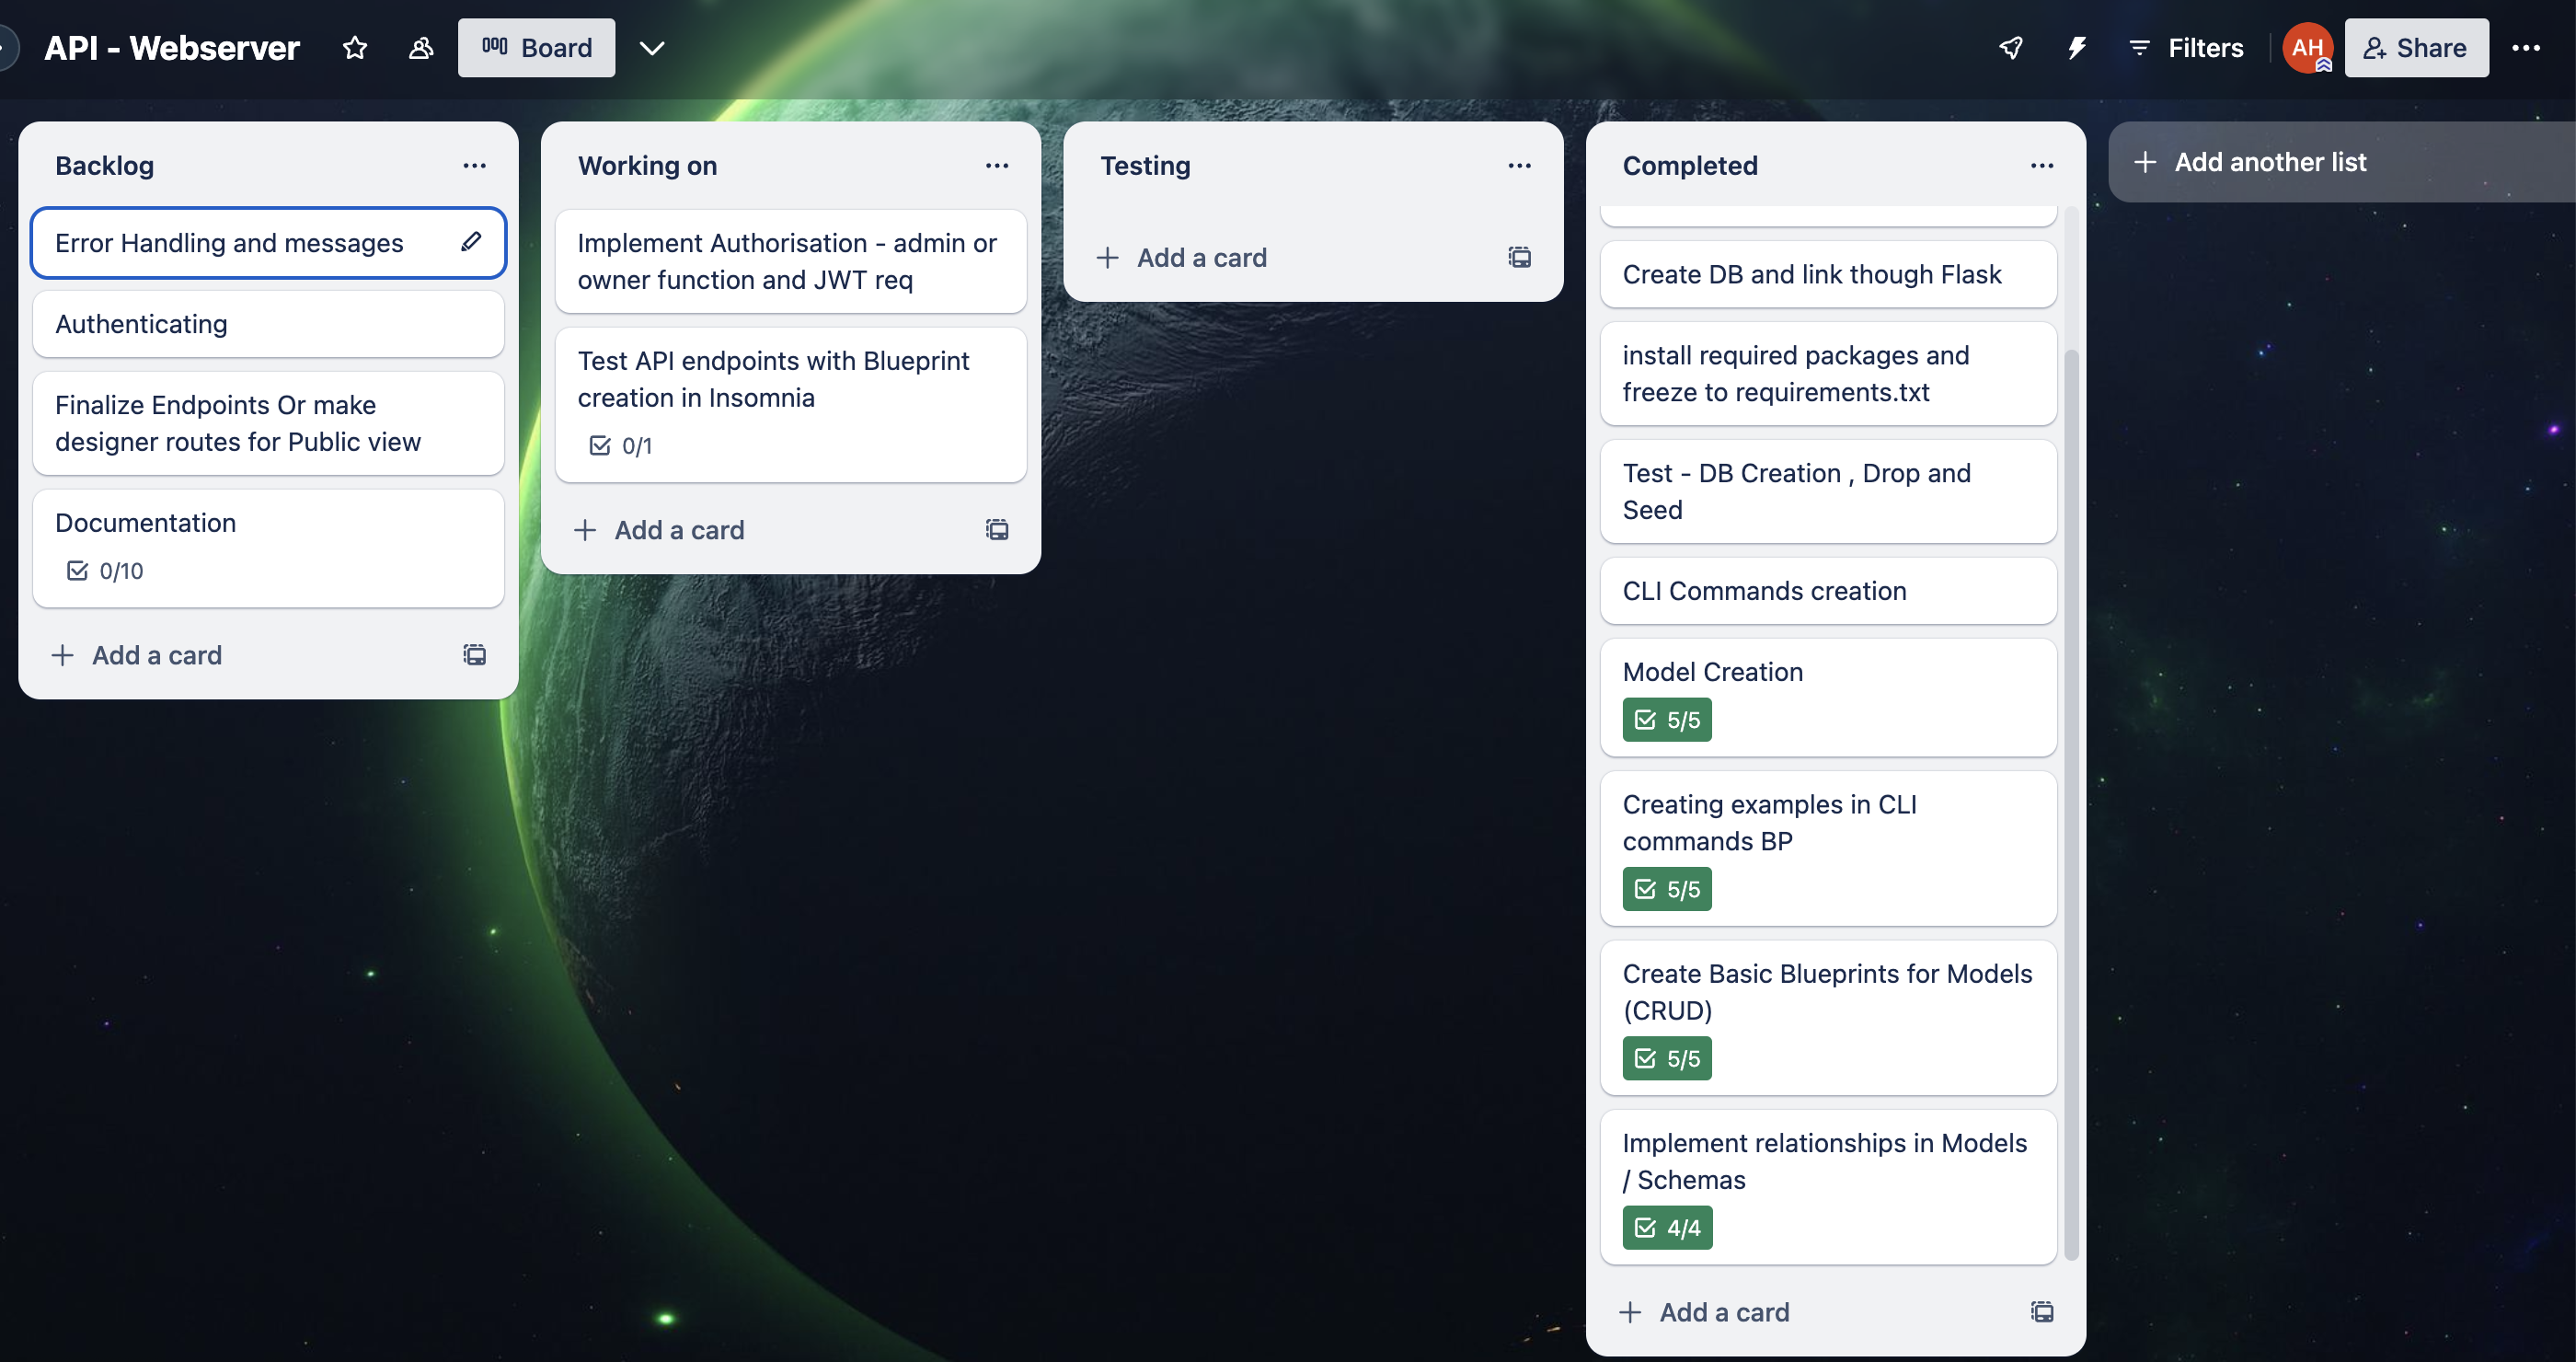 API - Webserver
Board
Filters
AH
Share
Backlog
Error Handling and messages
Authenticating
Finalize Endpoints Or make
designer routes for Public view
Documentation
0/10
Add a card
Working on
Implement Authorisation - admin or
owner function and JWT req
Test API endpoints with Blueprint
creation in Insomnia
0/1
Add a card
Testing
Add a card
Completed
Create DB and link though Flask
install required packages and
freeze to requirements.txt
Test - DB Creation , Drop and
Seed
CLI Commands creation
Model Creation
5/5
Creating examples in CLI
commands BP
5/5
Create Basic Blueprints for Models
(CRUD)
5/5
Implement relationships in Models
/ Schemas
4/4
Add a card
Add another list